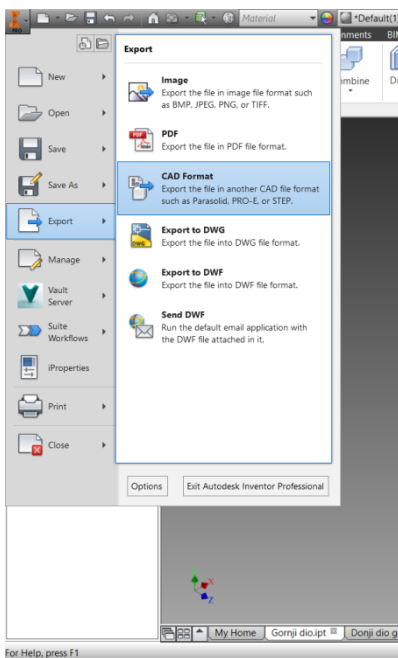 PRO
Material
*Default(1
nments BI
Export
New
Open
Save
Save As
Export
Manage
Vault
Server
Suite
Workflows
iProperties
Print
Close
Image
Export the file in image file format such
as BMP, JPEG, PNG, or TIFF.
PDF
Export the file in PDF file format.
CAD Format
Export the file in another CAD file format
such as Parasolid, PRO-E, or STEP.
DWG
Export to DWG
Export the file into DWG file format.
Export to DWF
Export the file into DWF file format.
Send DWF
Run the default email application with
the DWF file attached in it.
Options
Exit Autodesk Inventor Professional
mbine
D
X
Z
My Home
Gornji dio.ipt
Donji dio g
For Help, press F1